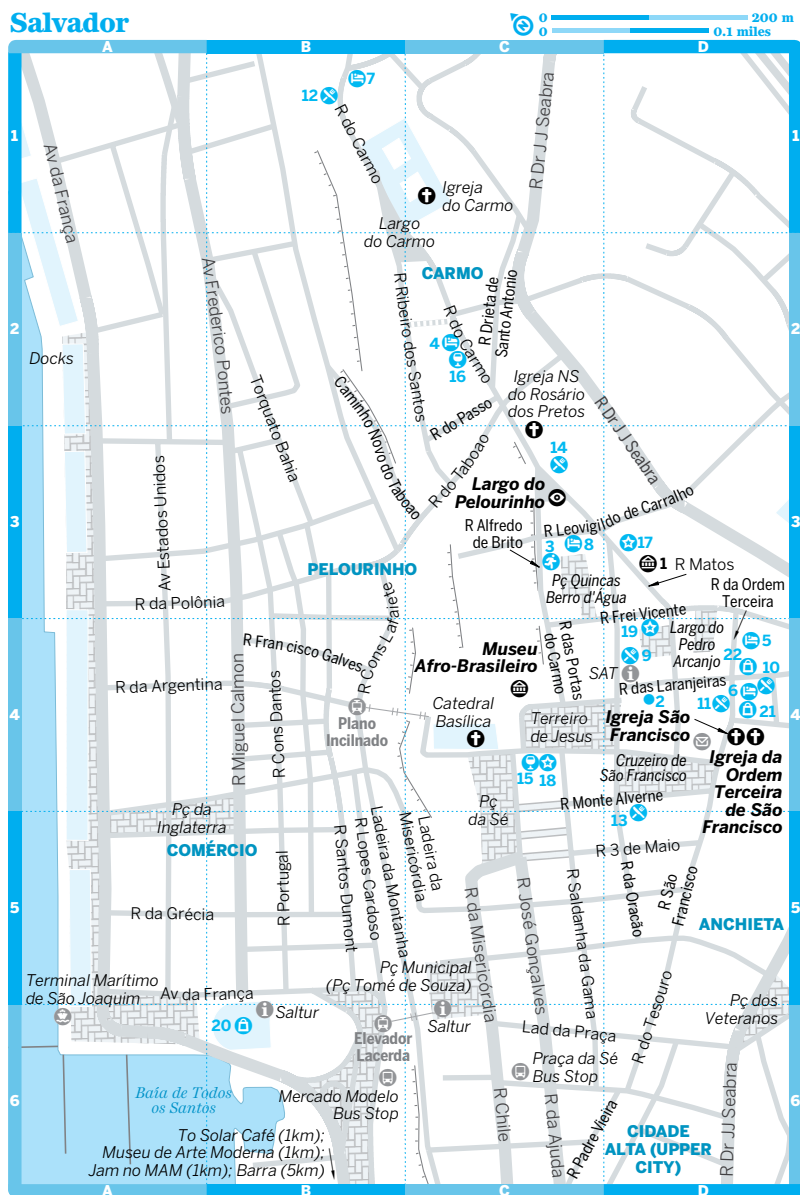 Salvador
0 200 m
0 0.1 miles
A B C D
1
7
12
R do Carmo
Av da França
R Dr J J Seabra
Igreja
do Carmo
Largo
do Carmo
1
2
CARMO
Av Frederico Pontes
R Ribeiro dos Santos
R do Carmo
R Drieta de
Santo Antonio
4
16
Docks
Igreja NS
do Rosário
dos Pretos
Torquato Bahia
Caminho Novo do Taboao
R do Passo
R Dr J J Seabra
2
3
14
R do Taboao
Largo do
Pelourinho
Av Estados Unidos
R Leovigildo de Carralho
R Alfredo
de Brito
3
8
17
1
R Matos
PELOURINHO
Pç Quincas
Berro d'Água
R da Ordem
Terceira
R da Polônia
R Frei Vicente
3
4
R Fran cisco Galves
R Cons Lafaiete
Museu
Afro-Brasileiro
R das Portas
do Carmo
19
Largo do
Pedro
Arcanjo
5
22
9
10
SAT
R da Argentina
R das Laranjeiras
6
2
11
21
R Miguel Calmon
R Cons Dantos
Plano
Incilnado
Catedral
Basílica
Terreiro
de Jesus
Igreja São
Francisco
Cruzeiro de
São Francisco
Igreja da
Ordem
Terceira
de São
Francisco
15
18
4
Pç
da Sé
R Monte Alverne
13
Pç da
Inglaterra
COMÉRCIO
R 3 de Maio
5
R Portugal
R Santos Dumont
R Lopes Cardoso
Ladeira da Montanha
Ladeira da
Misericórdia
R da Misericórdia
R José Gonçalves
R Saldanha da Gama
R da Oração
R São
Francisco
ANCHIETA
R da Grécia
5
Terminal Marítimo
de São Joaquim
Av da França
Pç Municipal
(Pç Tomé de Souza)
Saltur
Saltur
20
Elevador
Lacerda
Lad da Praça
R do Tesouro
Pç dos
Veteranos
Praça da Sé
Bus Stop
Mercado Modelo
Bus Stop
Baía de Todos
os Santos
6
R Chile
R da Ajuda
R Padre Vieira
R Dr J J Seabra
CIDADE
ALTA (UPPER
CITY)
6
To Solar Café (1km);
Museu de Arte Moderna (1km);
Jam no MAM (1km); Barra (5km)
A B C D